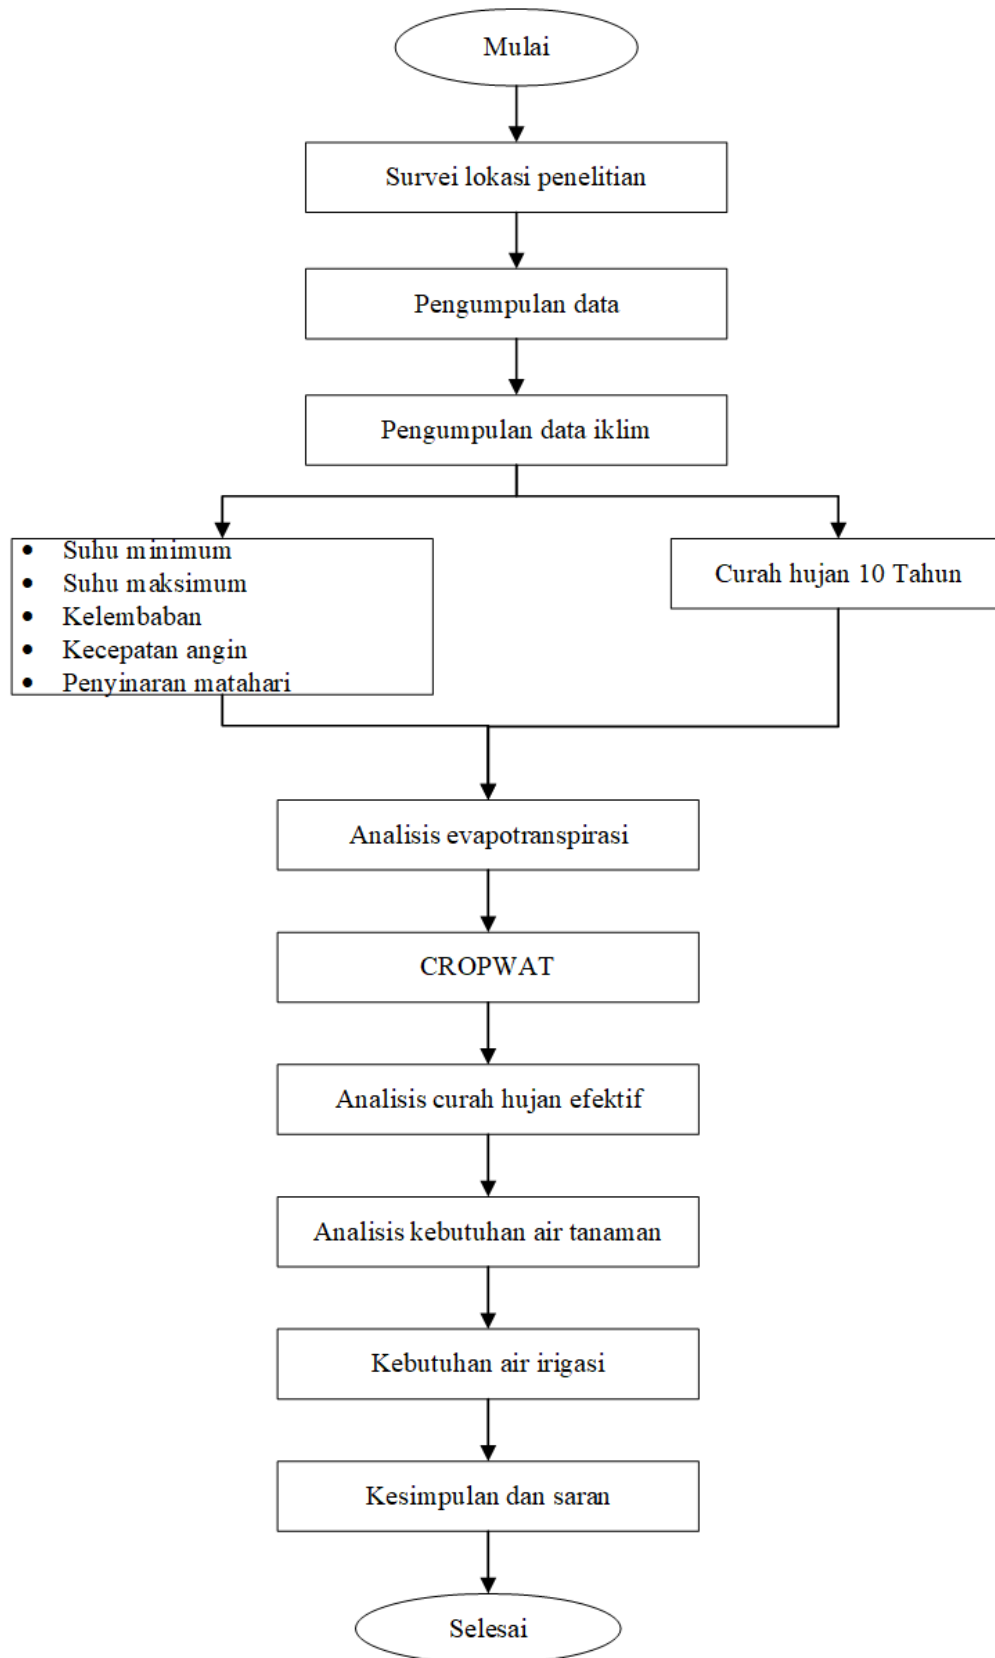 Mulai
Survei lokasi penelitian
Pengumpulan data
Pengumpulan data iklim
• Suhu minimum
• Suhu maksimum
• Kelembaban
• Kecepatan angin
• Penyinaran matahari
Curah hujan 10 Tahun
Analisis evapotranspirasi
CROPWAT
Analisis curah hujan efektif
Analisis kebutuhan air tanaman
Kebutuhan air irigasi
Kesimpulan dan saran
Selesai